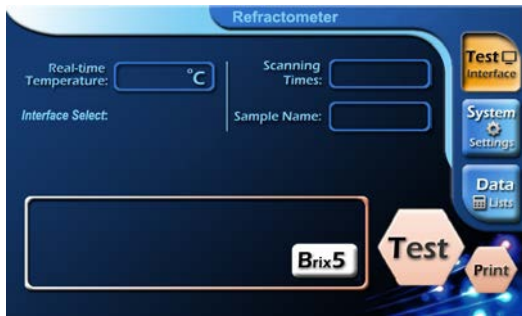 Refractometer
Real-time
Temperature:
°C
Scanning
Times:
Interface Select:
Sample Name:
Test
Interface
System
Settings
Data
Lists
Brix5
Test
Print